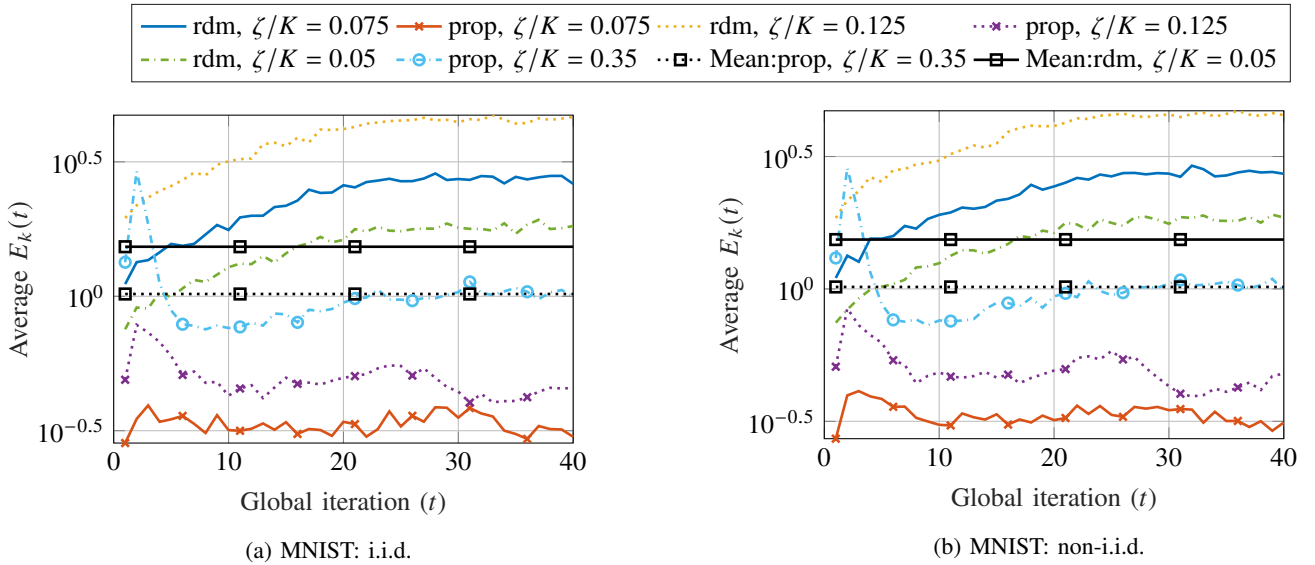 rdm, ζ/K = 0.075 prop, ζ/K = 0.075 rdm, ζ/K = 0.125 prop, ζ/K = 0.125
rdm, ζ/K = 0.05 prop, ζ/K = 0.35 Mean:prop, ζ/K = 0.35 Mean:rdm, ζ/K = 0.05
Average E_k(t)
10^0.5
10^0
10^−0.5
0 10 20 30 40
Global iteration (t)
(a) MNIST: i.i.d.
Average E_k(t)
10^0.5
10^0
10^−0.5
0 10 20 30 40
Global iteration (t)
(b) MNIST: non-i.i.d.